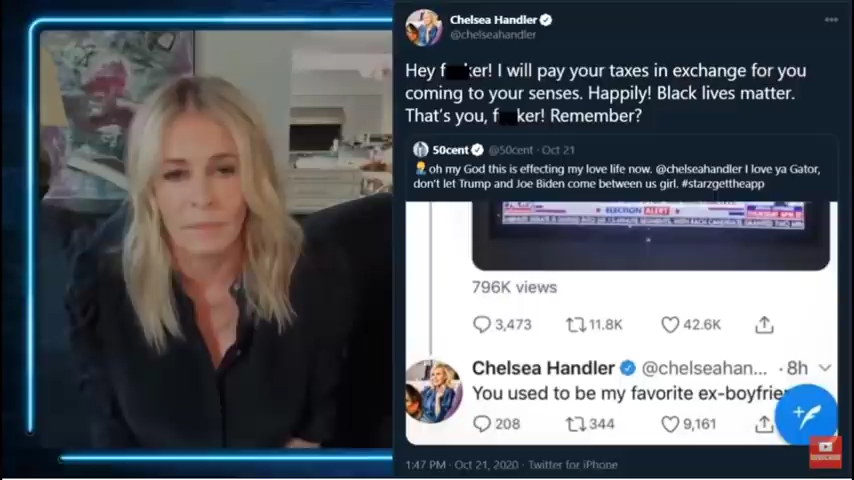 Chelsea Handler
@chelseahandler
Hey f ker! I will pay your taxes in exchange for you
coming to your senses. Happily! Black lives matter.
That's you, f ker! Remember?
50cent @50cent · Oct 21
oh my God this is effecting my love life now. @chelseahandler I love ya Gator,
don't let Trump and Joe Biden come between us girl. #starzgettheapp
ELECTION ALERT
796K views
3,473 11.8K 42.6K
Chelsea Handler @chelseahan... · 8h
You used to be my favorite ex-boyfrie
208 344 9,161
SUBSCRIBE
1:47 PM · Oct 21, 2020 · Twitter for iPhone